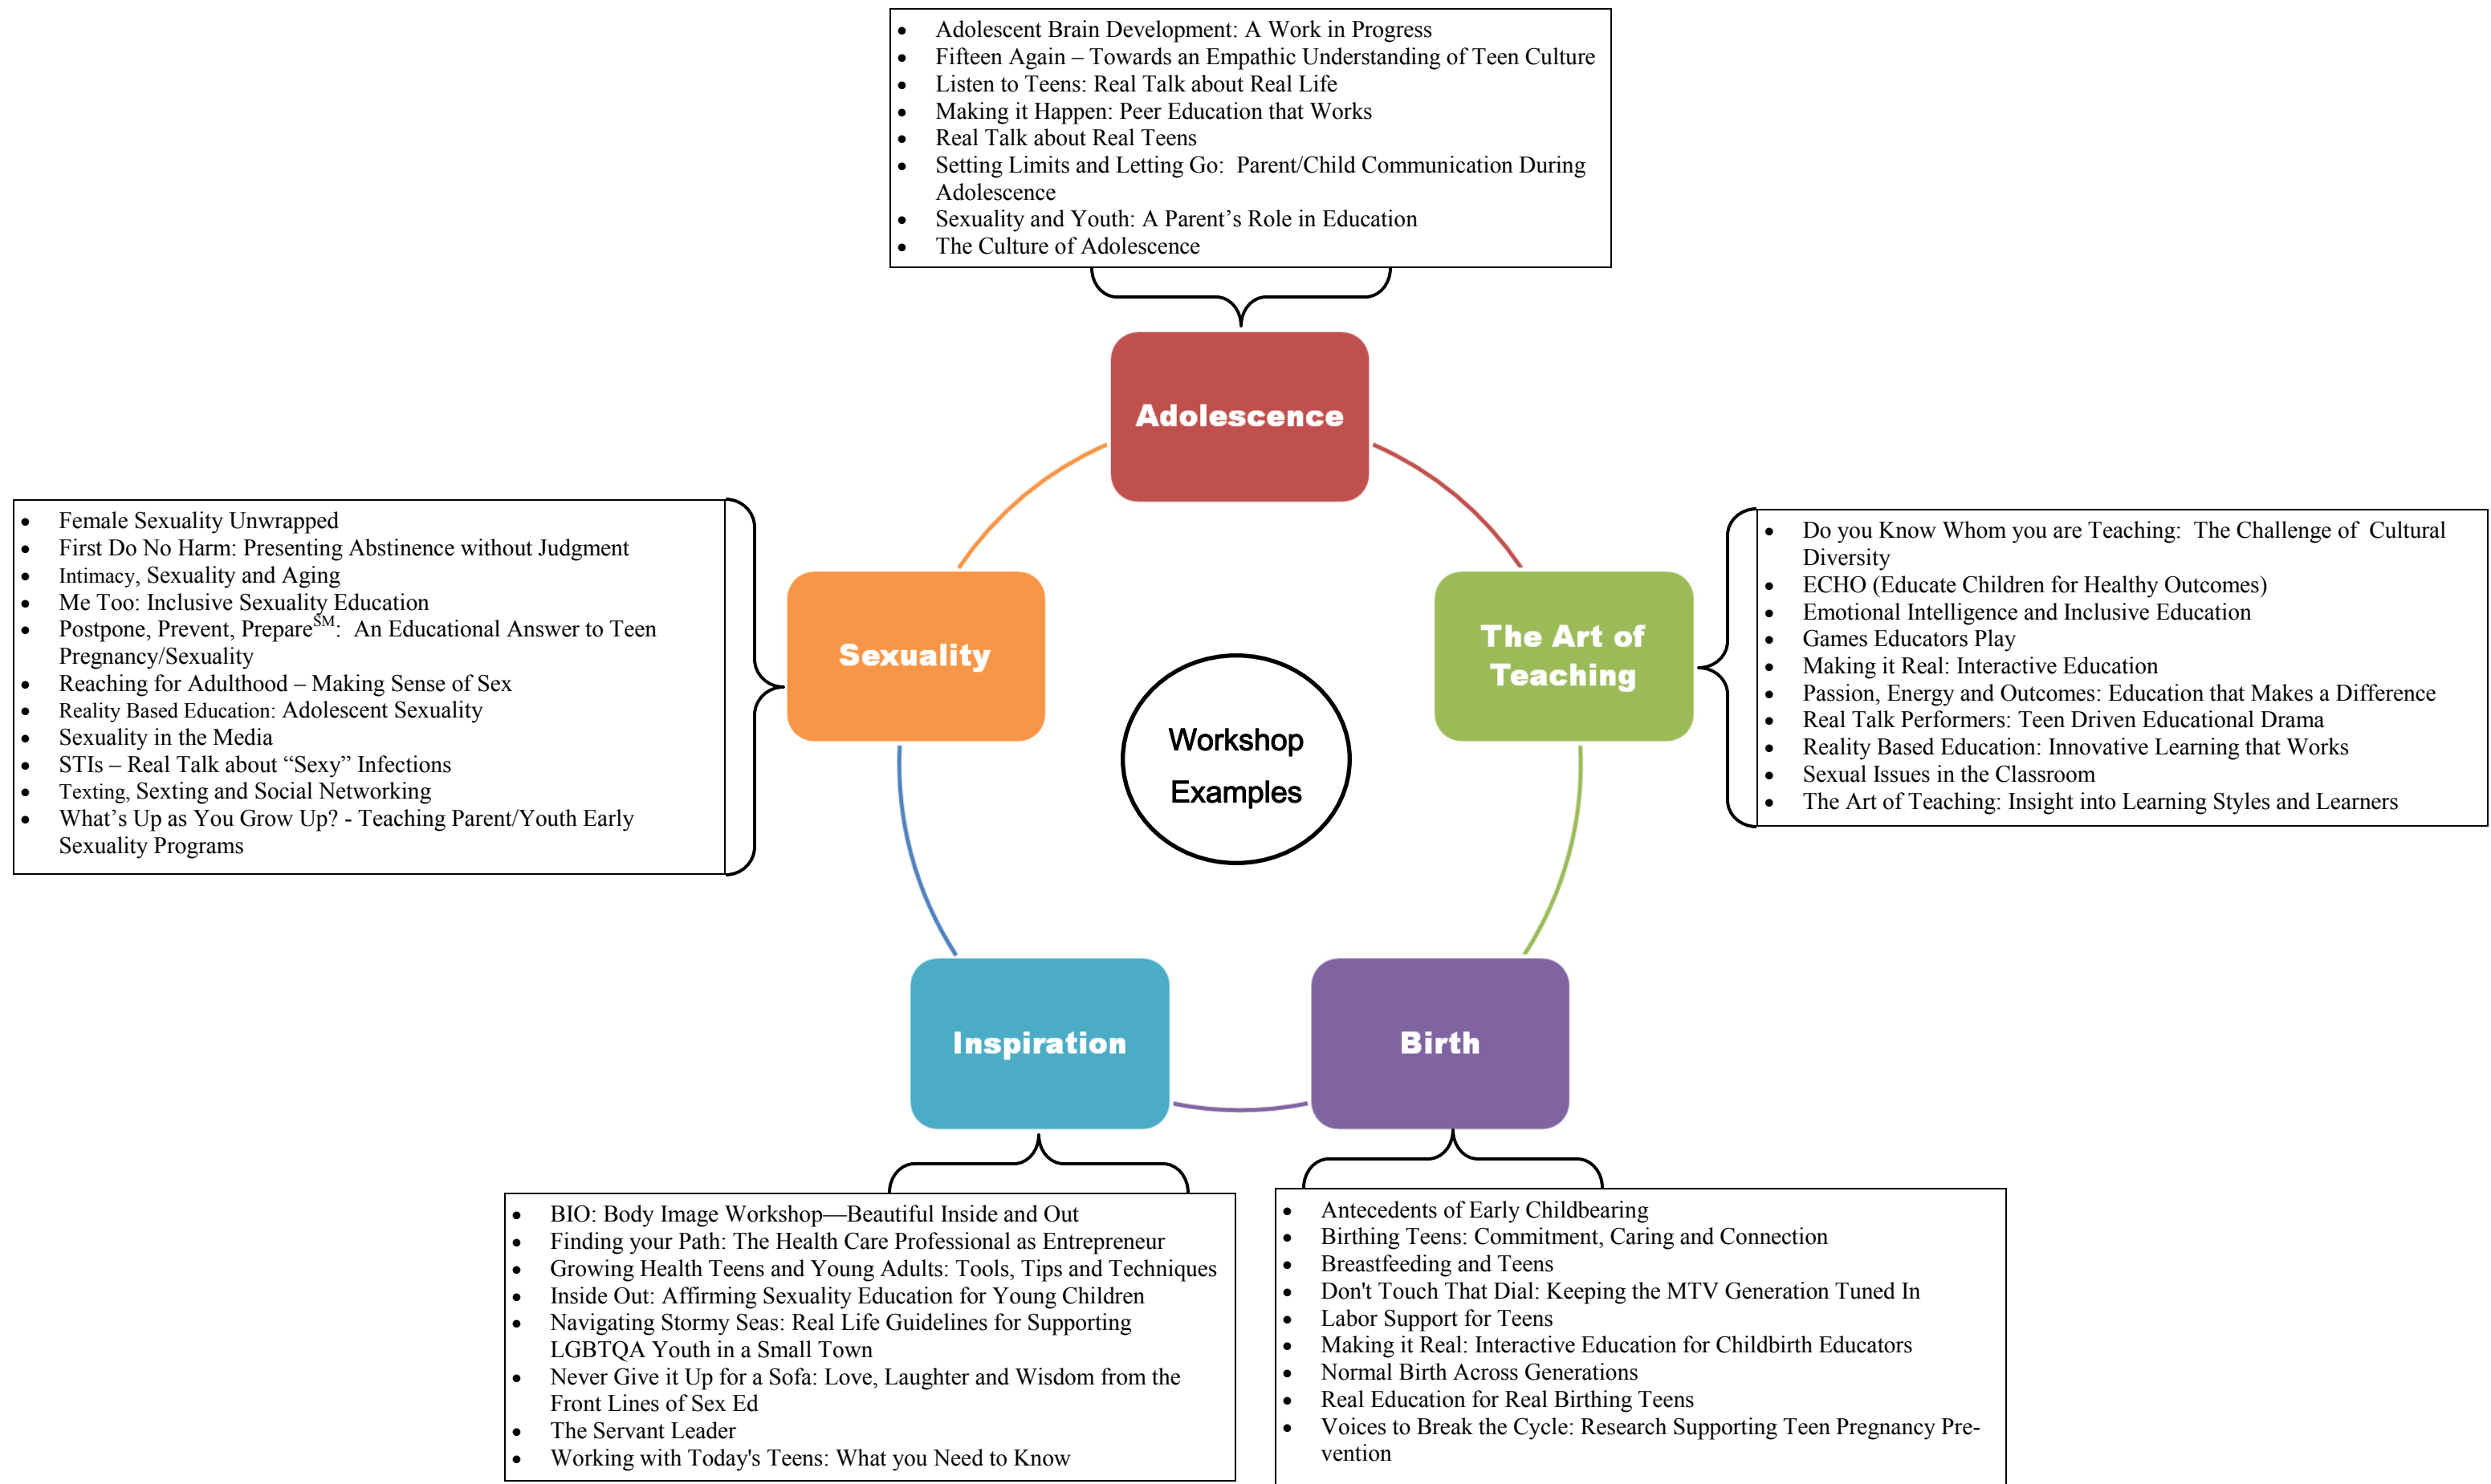 • Adolescent Brain Development: A Work in Progress
• Fifteen Again – Towards an Empathic Understanding of Teen Culture
• Listen to Teens: Real Talk about Real Life
• Making it Happen: Peer Education that Works
• Real Talk about Real Teens
• Setting Limits and Letting Go:  Parent/Child Communication During
Adolescence
• Sexuality and Youth: A Parent’s Role in Education
• The Culture of Adolescence
Adolescence
• Female Sexuality Unwrapped
• First Do No Harm: Presenting Abstinence without Judgment
• Intimacy, Sexuality and Aging
• Me Too: Inclusive Sexuality Education
• Postpone, Prevent, Prepare℠:  An Educational Answer to Teen
Pregnancy/Sexuality
• Reaching for Adulthood – Making Sense of Sex
• Reality Based Education: Adolescent Sexuality
• Sexuality in the Media
• STIs – Real Talk about “Sexy” Infections
• Texting, Sexting and Social Networking
• What’s Up as You Grow Up? - Teaching Parent/Youth Early
Sexuality Programs
Sexuality
Workshop
Examples
The Art of
Teaching
• Do you Know Whom you are Teaching:  The Challenge of  Cultural
Diversity
• ECHO (Educate Children for Healthy Outcomes)
• Emotional Intelligence and Inclusive Education
• Games Educators Play
• Making it Real: Interactive Education
• Passion, Energy and Outcomes: Education that Makes a Difference
• Real Talk Performers: Teen Driven Educational Drama
• Reality Based Education: Innovative Learning that Works
• Sexual Issues in the Classroom
• The Art of Teaching: Insight into Learning Styles and Learners
Inspiration
Birth
• BIO: Body Image Workshop—Beautiful Inside and Out
• Finding your Path: The Health Care Professional as Entrepreneur
• Growing Health Teens and Young Adults: Tools, Tips and Techniques
• Inside Out: Affirming Sexuality Education for Young Children
• Navigating Stormy Seas: Real Life Guidelines for Supporting
LGBTQA Youth in a Small Town
• Never Give it Up for a Sofa: Love, Laughter and Wisdom from the
Front Lines of Sex Ed
• The Servant Leader
• Working with Today's Teens: What you Need to Know
• Antecedents of Early Childbearing
• Birthing Teens: Commitment, Caring and Connection
• Breastfeeding and Teens
• Don't Touch That Dial: Keeping the MTV Generation Tuned In
• Labor Support for Teens
• Making it Real: Interactive Education for Childbirth Educators
• Normal Birth Across Generations
• Real Education for Real Birthing Teens
• Voices to Break the Cycle: Research Supporting Teen Pregnancy Pre-
vention